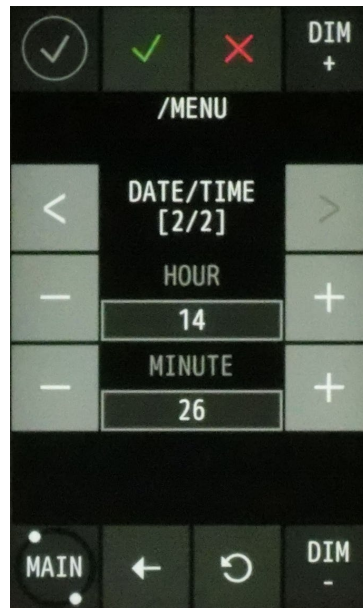 DIM
+
/MENU
<
DATE/TIME
[2/2]
>
HOUR
-
14
+
MINUTE
-
26
+
MAIN
DIM
-